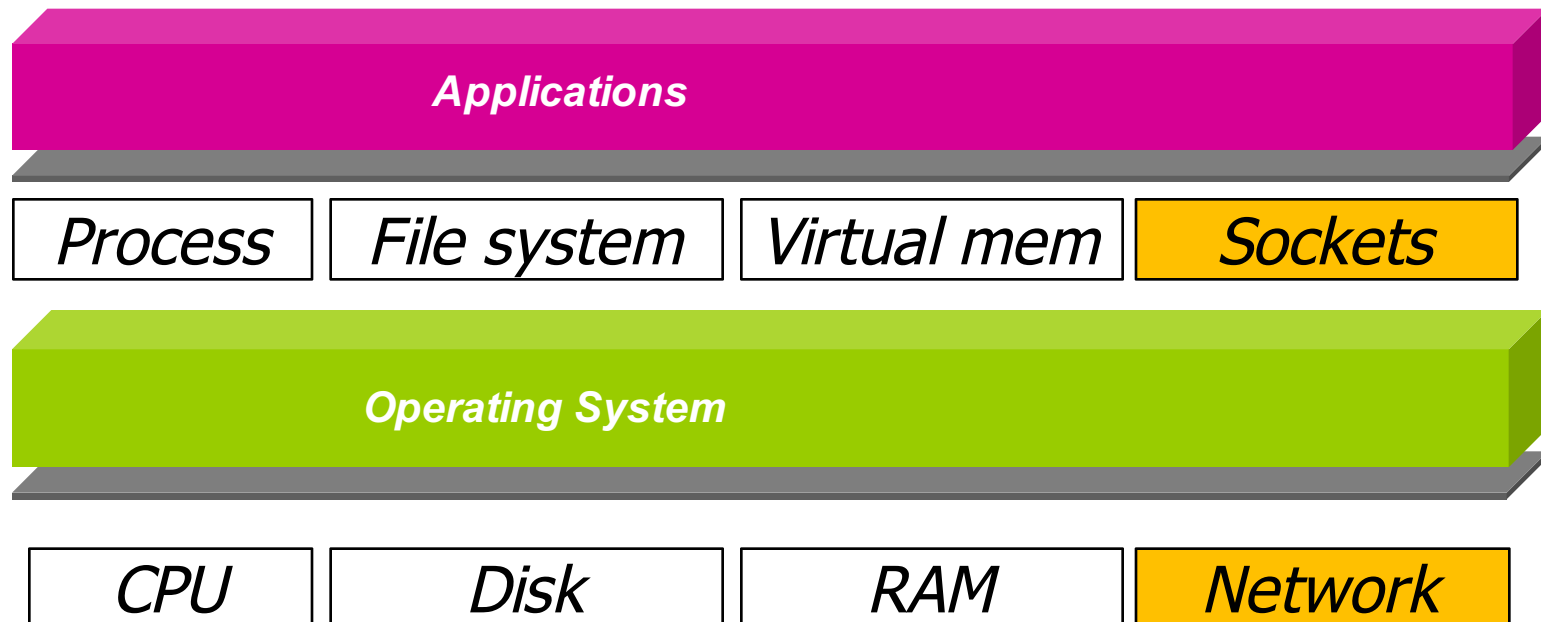 Applications
Process
File system
Virtual mem
Sockets
Operating System
CPU
Disk
RAM
Network